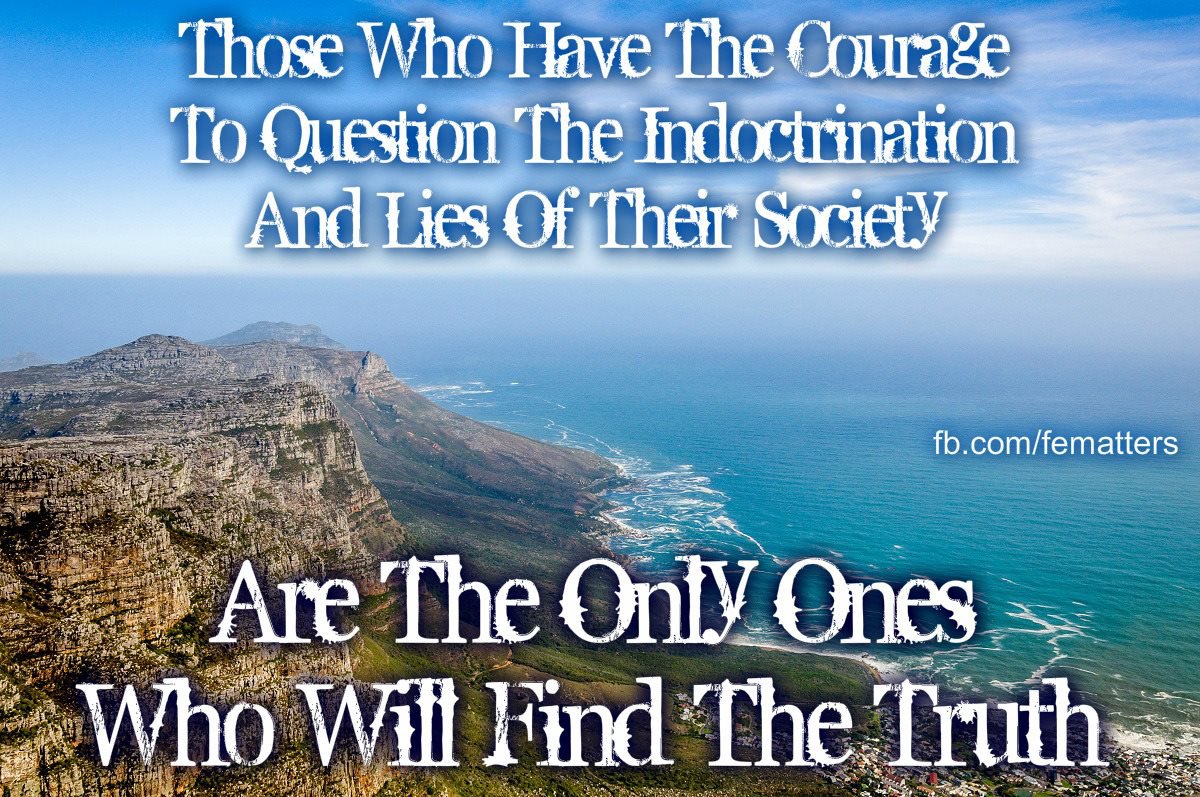 Those Who Have The Courage
To Question The Indoctrination
And Lies Of Their Society
fb.com/fematters
Are The Only Ones
Who Will Find The Truth